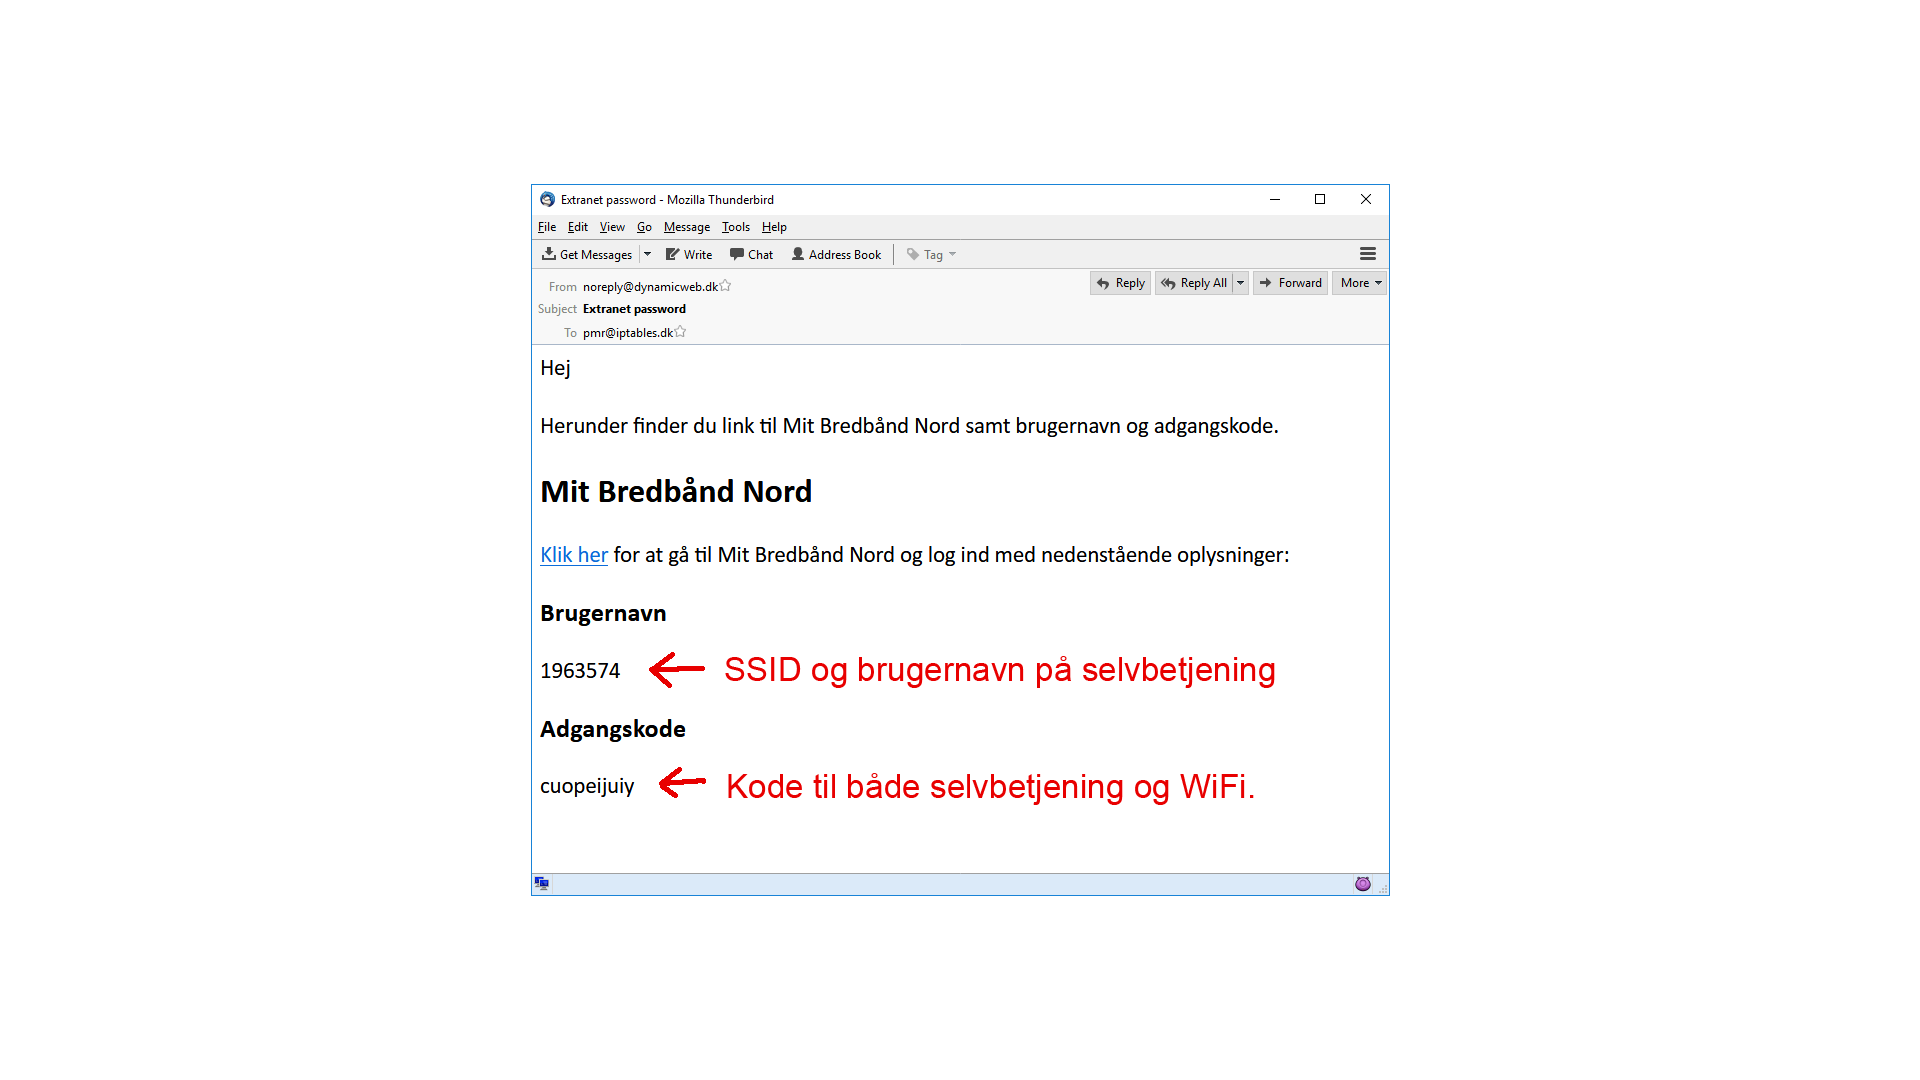 Extranet password - Mozilla Thunderbird
File Edit View Go Message Tools Help
Get Messages Write Chat Address Book Tag
From noreply@dynamicweb.dk Reply Reply All Forward More
Subject Extranet password
To pmr@iptables.dk
Hej
Herunder finder du link til Mit Bredbånd Nord samt brugernavn og adgangskode.
Mit Bredbånd Nord
Klik her for at gå til Mit Bredbånd Nord og log ind med nedenstående oplysninger:
Brugernavn
1963574 SSID og brugernavn på selvbetjening
Adgangskode
cuopeijuiy Kode til både selvbetjening og WiFi.